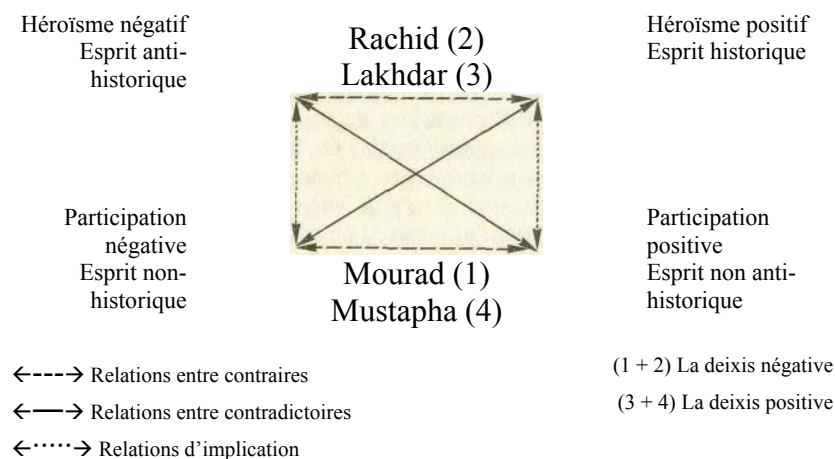 Héroïsme négatif
Esprit anti-
historique
Rachid (2)
Lakhdar (3)
Héroïsme positif
Esprit historique
Participation
négative
Esprit non-
historique
Mourad (1)
Mustapha (4)
Participation
positive
Esprit non anti-
historique
Relations entre contraires
Relations entre contradictoires
Relations d’implication
(1 + 2) La deixis négative
(3 + 4) La deixis positive